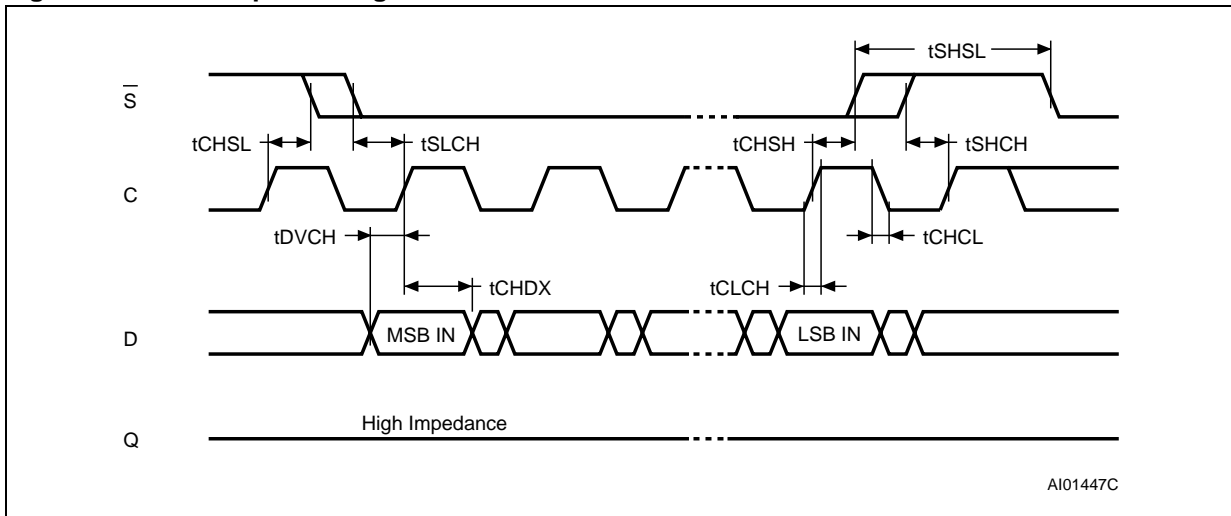 tSHSL
S
tCHSL
tSLCH
tCHSH
tSHCH
C
tDVCH
tCHCL
tCHDX
tCLCH
D
MSB IN
LSB IN
High Impedance
Q
AI01447C